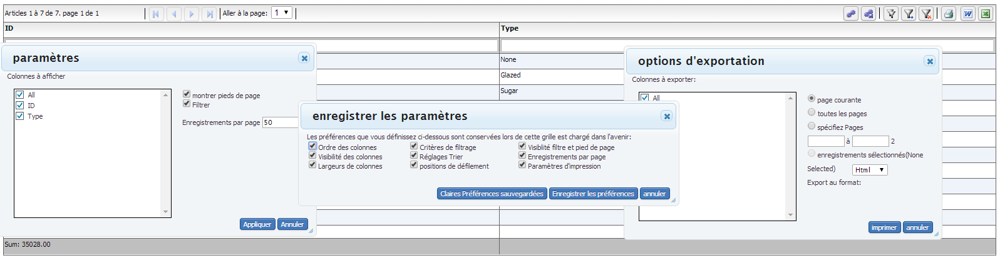 Articles 1 à 7 de 7. page 1 de 1
Aller à la page: 1
ID
Type
None
Glazed
Sugar
paramètres
Colonnes à afficher
All
ID
Type
montrer pieds de page
Filtrer
Enregistrements par page 50
Appliquer
Annuler
enregistrer les paramètres
Les préférences que vous définissez ci-dessous sont conservées lors de cette grille est chargé dans l'avenir:
Ordre des colonnes
Critères de filtrage
Visiblité filtre et pied de page
Visibilité des colonnes
Réglages Trier
Enregistrements par page
Largeurs de colonnes
positions de défilement
Paramètres d'impression
Claires Préférences sauvegardées
Enregistrer les préférences
annuler
options d'exportation
Colonnes à exporter:
All
page courante
toutes les pages
spécifiez Pages
à 2
enregistrements sélectionnés(None
Selected) Html
Export au format:
imprimer
annuler
Sum: 35028.00